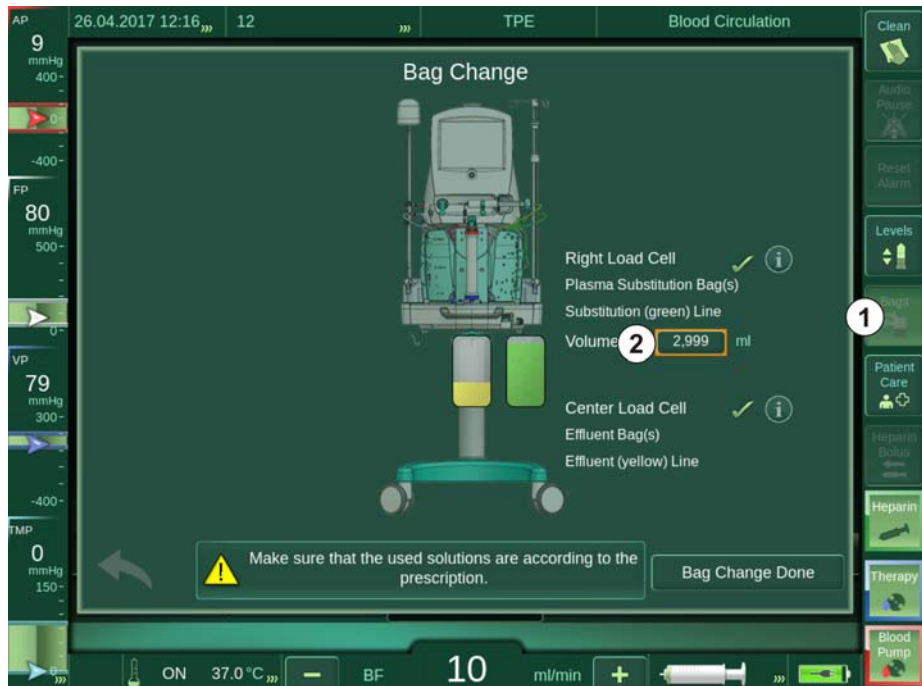 26.04.2017 12:16 12 TPE Blood Circulation
AP
9
mmHg
400
0
-400
FP
80
mmHg
500
0
VP
79
mmHg
300
-400
TMP
0
mmHg
150
0
Bag Change
Right Load Cell
Plasma Substitution Bag(s)
Substitution (green) Line
Volume 2 2,999 ml
Center Load Cell
Effluent Bag(s)
Effluent (yellow) Line
Make sure that the used solutions are according to the
prescription.
Bag Change Done
Clean
Audio
Pause
Reset
Alarm
Levels
Bags
1
Patient
Care
Heparin
Bolus
Heparin
Therapy
Blood
Pump
ON 37.0 °C − BF 10 ml/min +